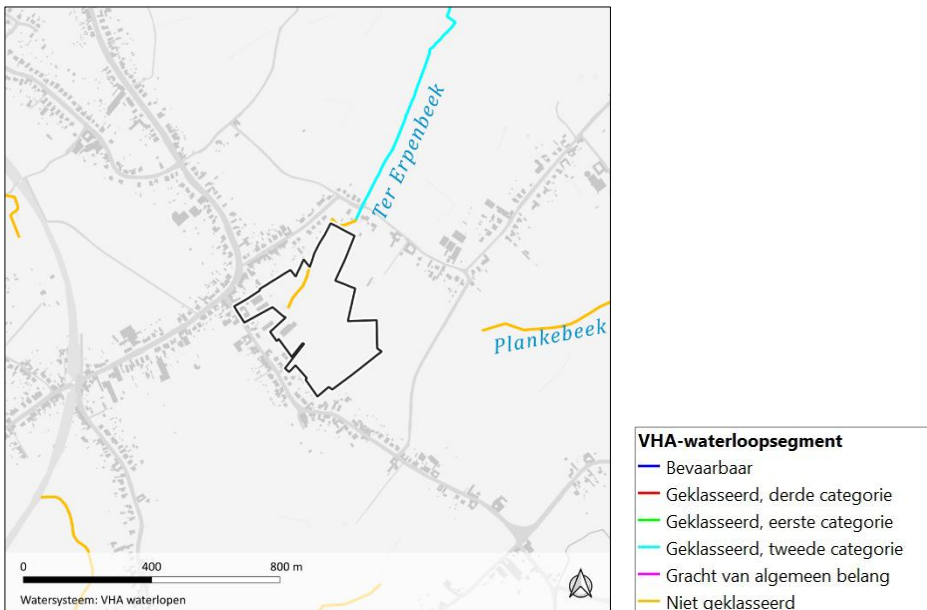 Ter Erpenbeek
Plankebeek
0 400 800 m
Watersysteem: VHA waterlopen
VHA-waterloopsegment
Bevaarbaar
Geklasseerd, derde categorie
Geklasseerd, eerste categorie
Geklasseerd, tweede categorie
Gracht van algemeen belang
Niet geklasseerd